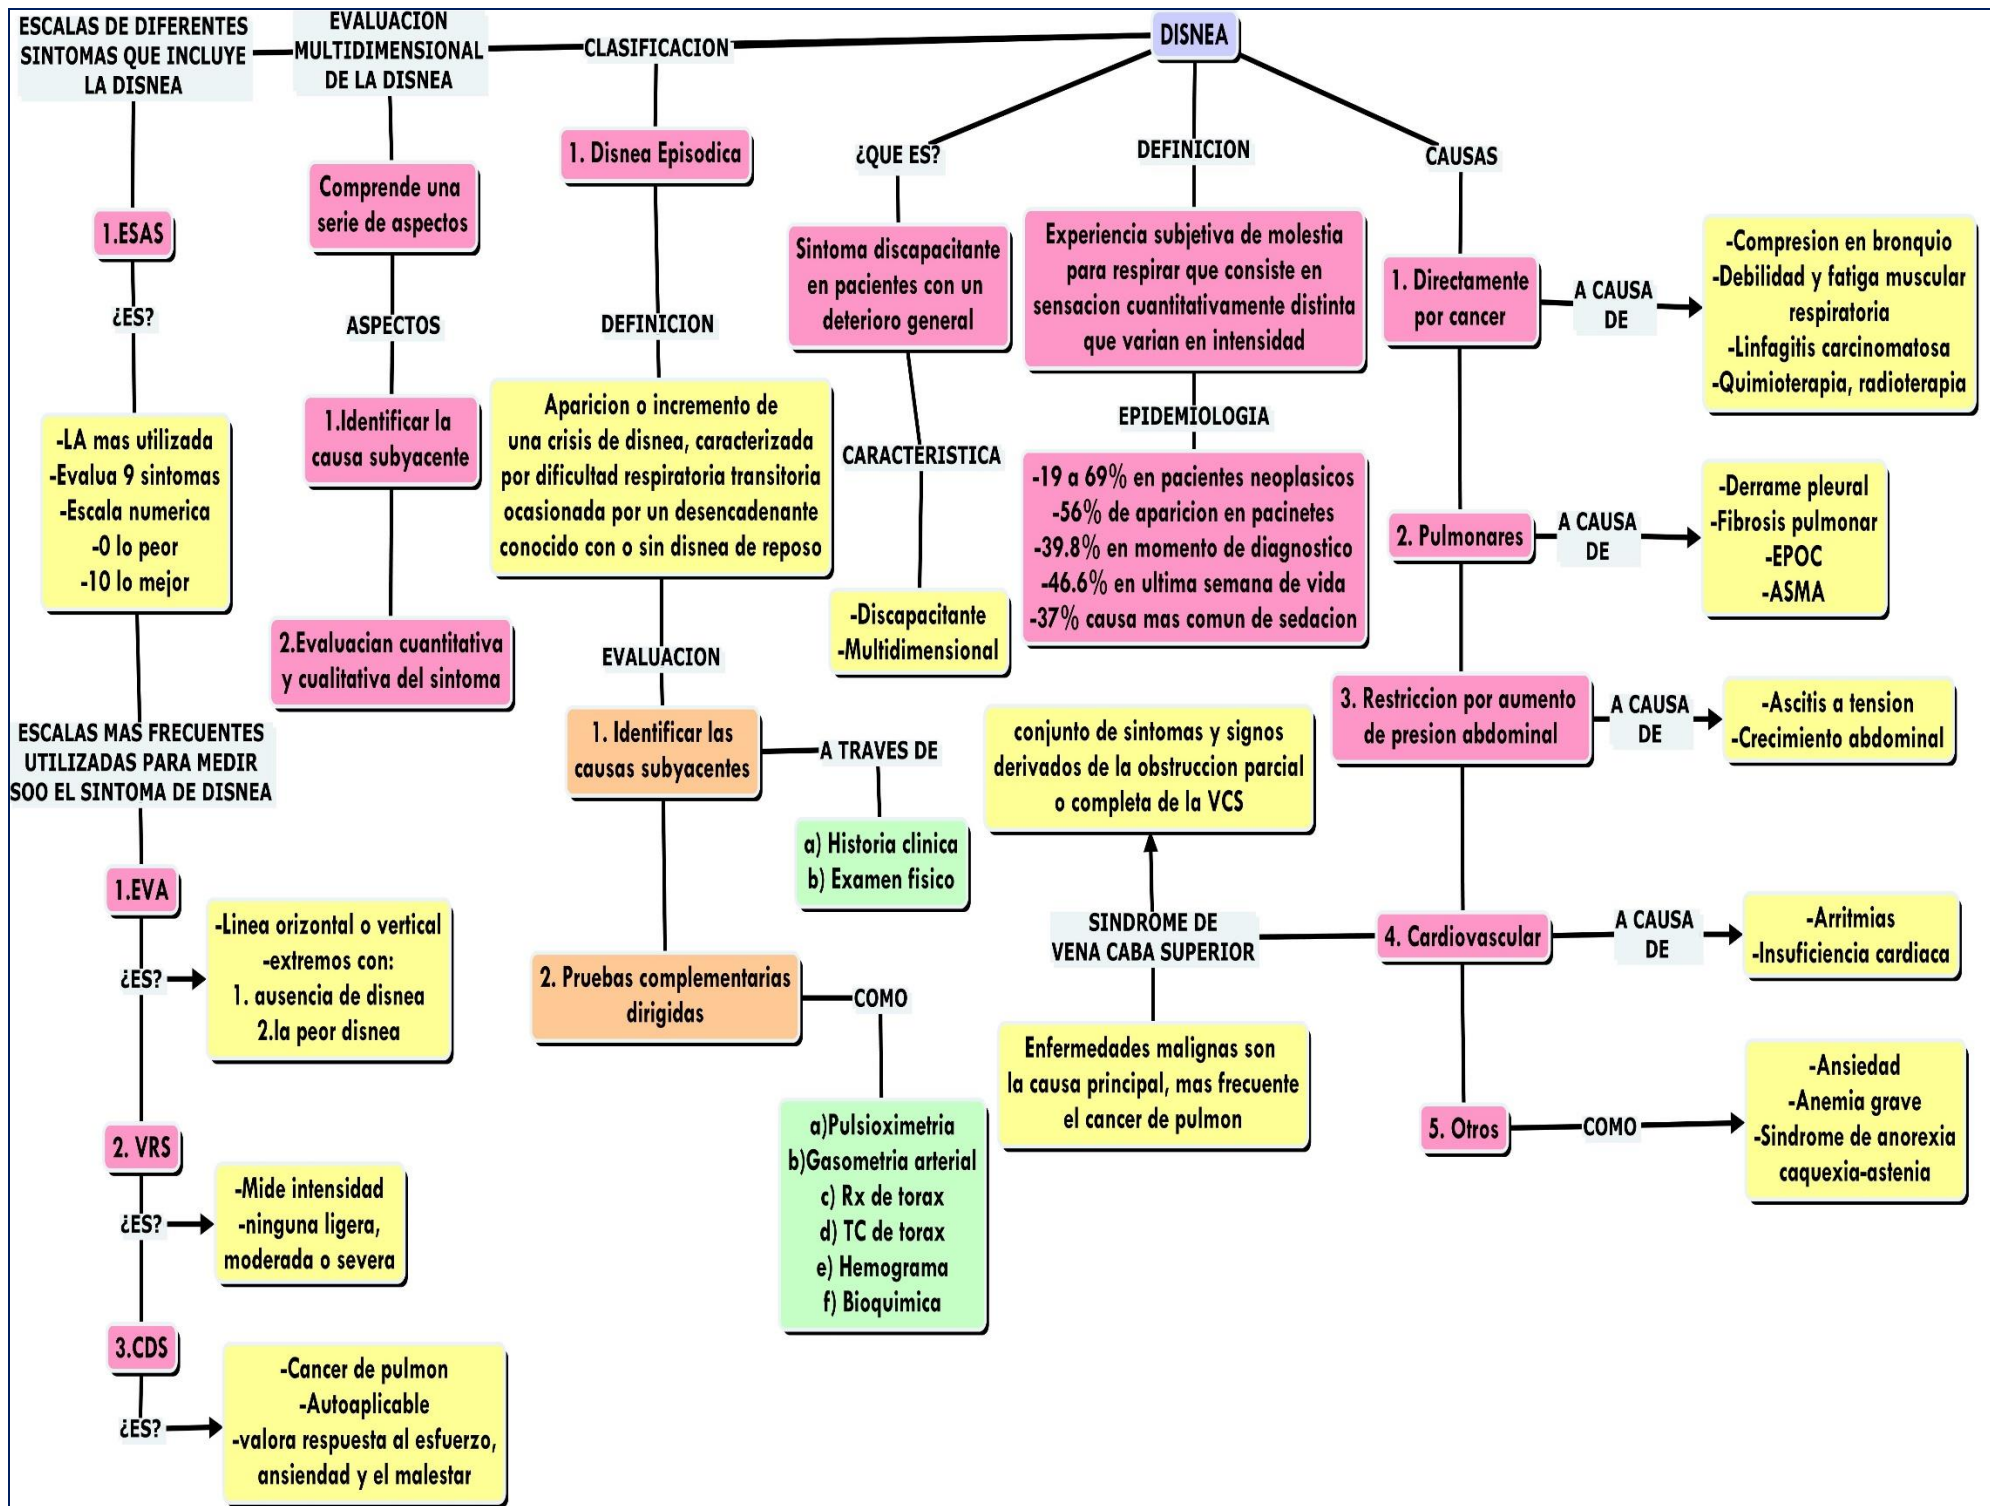 DISNEA
ESCALAS DE DIFERENTES
SINTOMAS QUE INCLUYE
LA DISNEA
1.ESAS
¿ES?
-LA mas utilizada
-Evalua 9 sintomas
-Escala numerica
-0 lo peor
-10 lo mejor
ESCALAS MAS FRECUENTES
UTILIZADAS PARA MEDIR
SOO EL SINTOMA DE DISNEA
1.EVA
¿ES?
-Linea orizontal o vertical
-extremos con:
1. ausencia de disnea
2.la peor disnea
2. VRS
¿ES?
-Mide intensidad
-ninguna ligera,
moderada o severa
3.CDS
¿ES?
-Cancer de pulmon
-Autoaplicable
-valora respuesta al esfuerzo,
ansiendad y el malestar
EVALUACION
MULTIDIMENSIONAL
DE LA DISNEA
Comprende una
serie de aspectos
ASPECTOS
1.Identificar la
causa subyacente
2.Evaluacian cuantitativa
y cualitativa del sintoma
CLASIFICACION
1. Disnea Episodica
DEFINICION
Aparicion o incremento de
una crisis de disnea, caracterizada
por dificultad respiratoria transitoria
ocasionada por un desencadenante
conocido con o sin disnea de reposo
EVALUACION
1. Identificar las
causas subyacentes
A TRAVES DE
a) Historia clinica
b) Examen fisico
2. Pruebas complementarias
dirigidas
COMO
a)Pulsioximetria
b)Gasometria arterial
c) Rx de torax
d) TC de torax
e) Hemograma
f) Bioquimica
¿QUE ES?
Sintoma discapacitante
en pacientes con un
deterioro general
CARACTERISTICA
-Discapacitante
-Multidimensional
DEFINICION
Experiencia subjetiva de molestia
para respirar que consiste en
sensacion cuantitativamente distinta
que varian en intensidad
EPIDEMIOLOGIA
-19 a 69% en pacientes neoplasicos
-56% de aparicion en pacinetes
-39.8% en momento de diagnostico
-46.6% en ultima semana de vida
-37% causa mas comun de sedacion
CAUSAS
1. Directamente
por cancer
A CAUSA
DE
-Compresion en bronquio
-Debilidad y fatiga muscular
respiratoria
-Linfagitis carcinomatosa
-Quimioterapia, radioterapia
2. Pulmonares
A CAUSA
DE
-Derrame pleural
-Fibrosis pulmonar
-EPOC
-ASMA
3. Restriccion por aumento
de presion abdominal
A CAUSA
DE
-Ascitis a tension
-Crecimiento abdominal
4. Cardiovascular
A CAUSA
DE
-Arritmias
-Insuficiencia cardiaca
SINDROME DE
VENA CABA SUPERIOR
conjunto de sintomas y signos
derivados de la obstruccion parcial
o completa de la VCS
Enfermedades malignas son
la causa principal, mas frecuente
el cancer de pulmon
5. Otros
COMO
-Ansiedad
-Anemia grave
-Sindrome de anorexia
caquexia-astenia